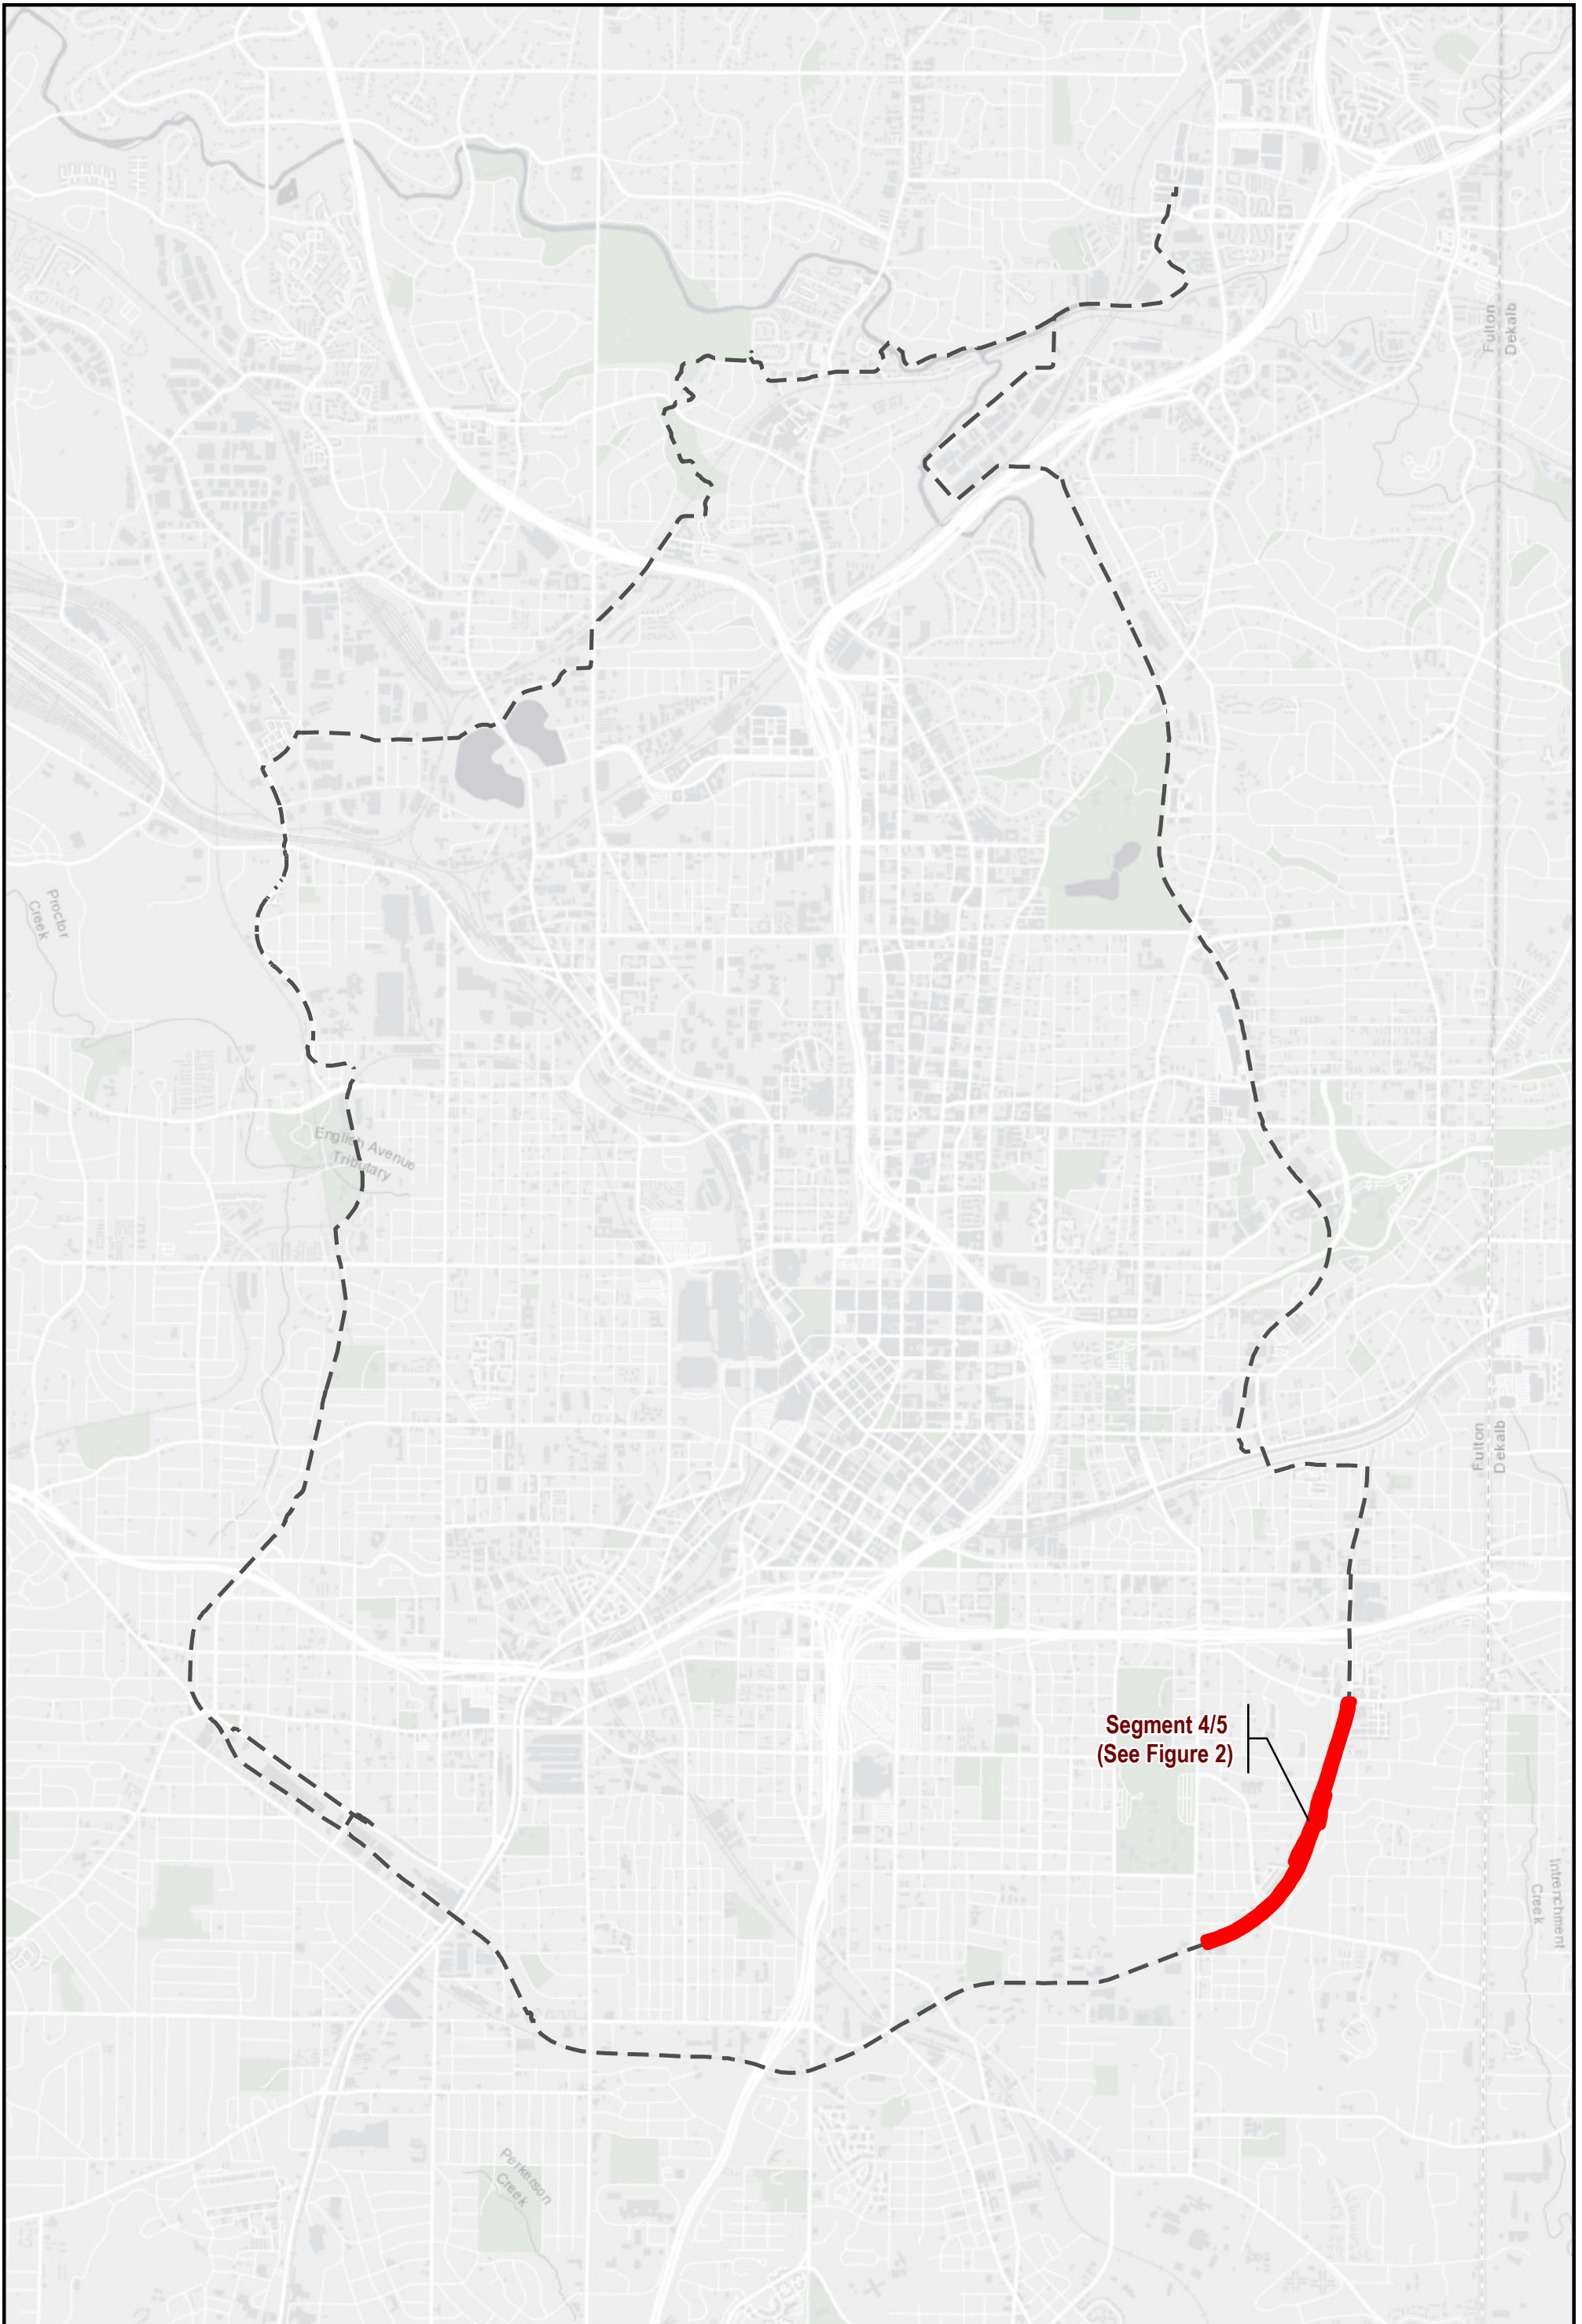 Fulton
Dekalb
Proctor
Creek
English Avenue
Tributary
Fulton
Dekalb
Segment 4/5
(See Figure 2)
Intrenchment
Creek
Perkerson
Creek